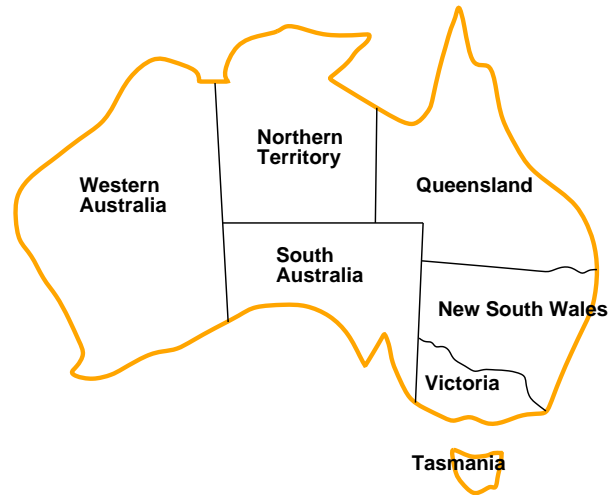 Northern
Territory
Western
Australia
Queensland
South
Australia
New South Wales
Victoria
Tasmania